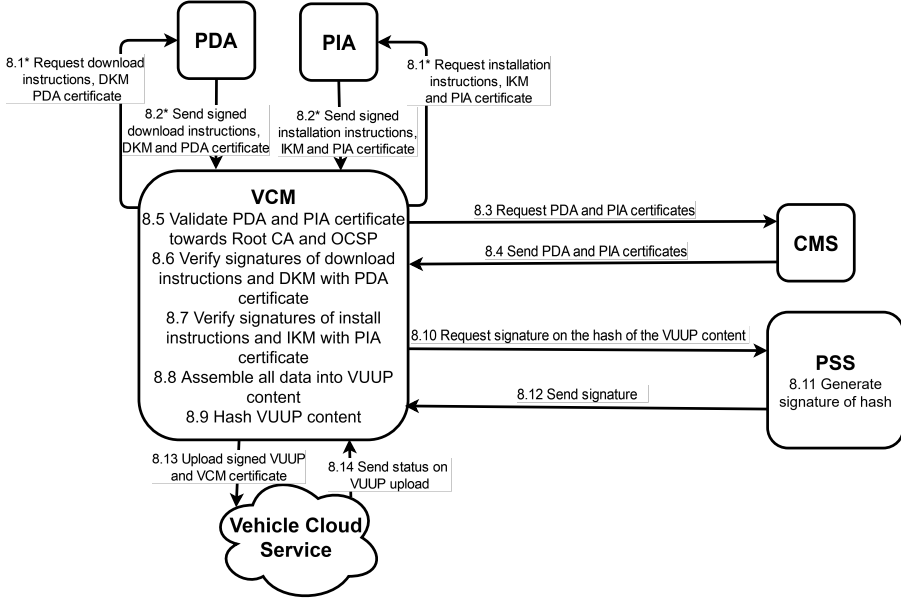 PDA
PIA
8.1* Request download
instructions, DKM
PDA certificate
8.1* Request installation
instructions, IKM
and PIA certificate
8.2* Send signed
download instructions,
DKM and PDA certificate
8.2* Send signed
installation instructions,
IKM and PIA certificate
VCM
8.5 Validate PDA and PIA certificate
towards Root CA and OCSP
8.6 Verify signatures of download
instructions and DKM with PDA
certificate
8.7 Verify signatures of install
instructions and IKM with PIA
certificate
8.8 Assemble all data into VUUP
content
8.9 Hash VUUP content
8.3 Request PDA and PIA certificates
8.4 Send PDA and PIA certificates
CMS
8.10 Request signature on the hash of the VUUP content
8.12 Send signature
PSS
8.11 Generate
signature of hash
8.13 Upload signed VUUP
and VCM certificate
8.14 Send status on
VUUP upload
Vehicle Cloud
Service